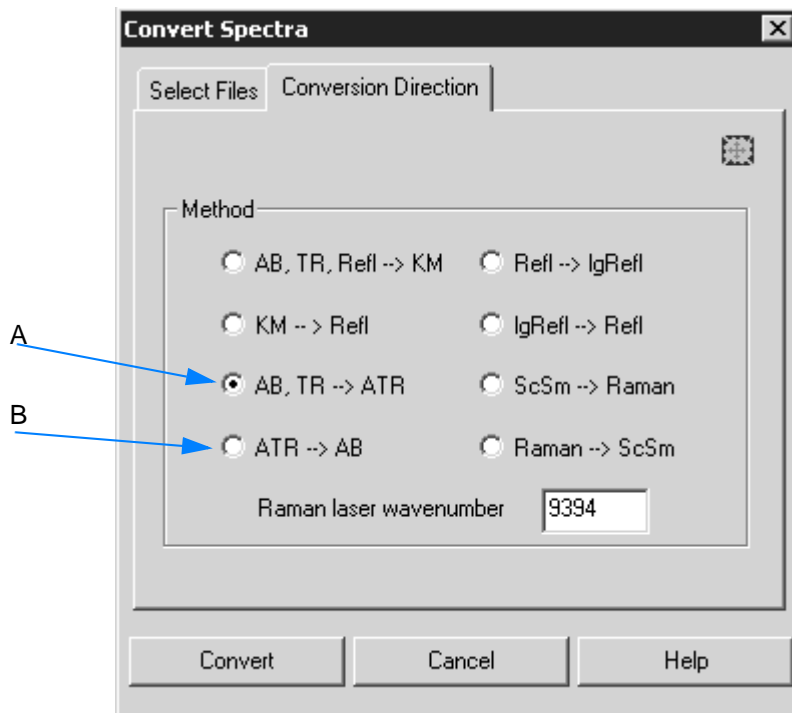 Convert Spectra
Select Files Conversion Direction
Method
AB, TR, Refl --> KM Refl --> lgRefl
KM -- > Refl lgRefl --> Refl
A
AB, TR --> ATR ScSm --> Raman
B
ATR --> AB Raman --> ScSm
Raman laser wavenumber 9394
Convert Cancel Help